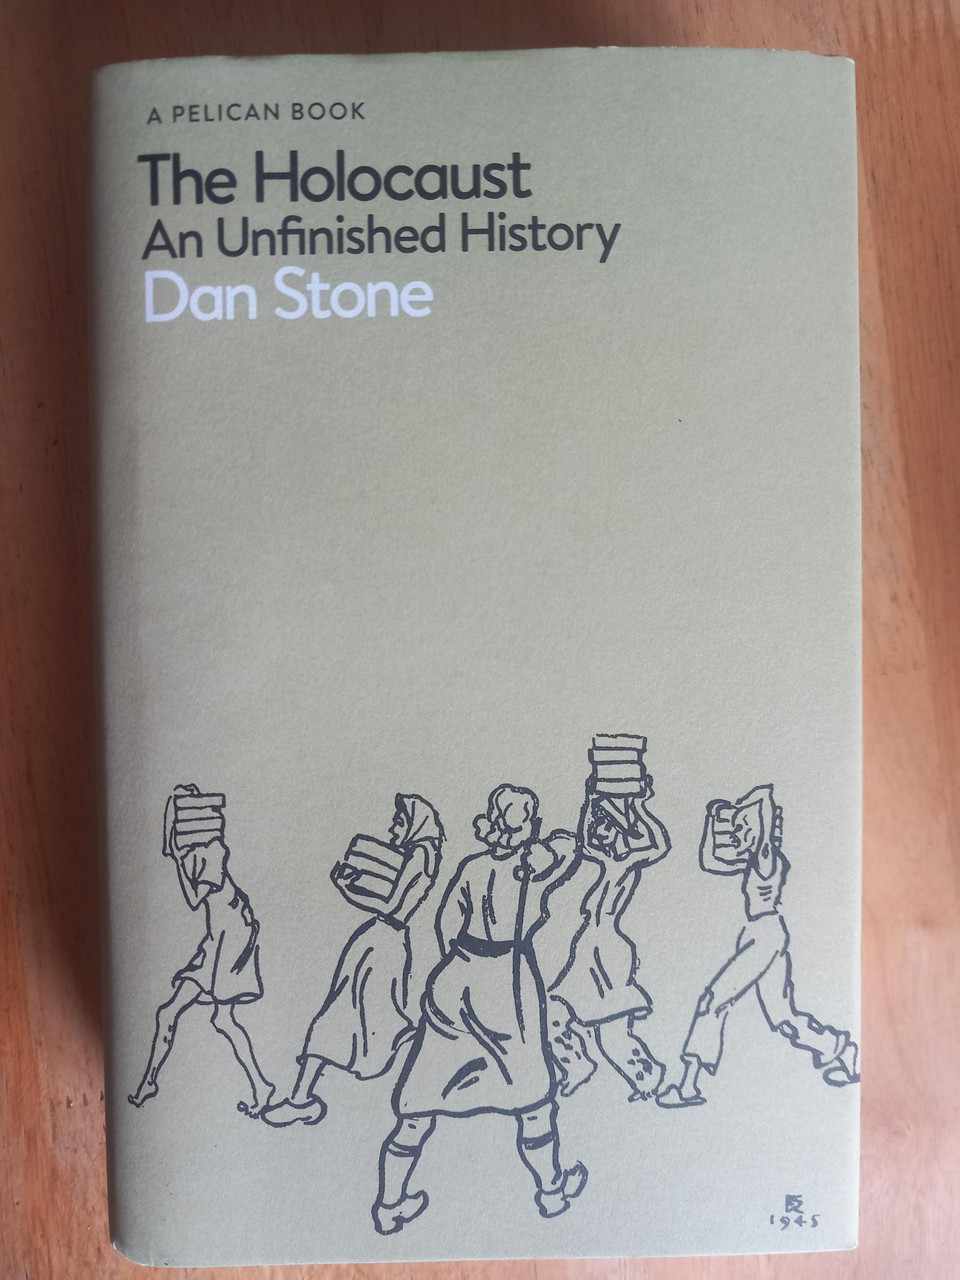 A PELICAN BOOK
The Holocaust
An Unfinished History
Dan Stone
1945